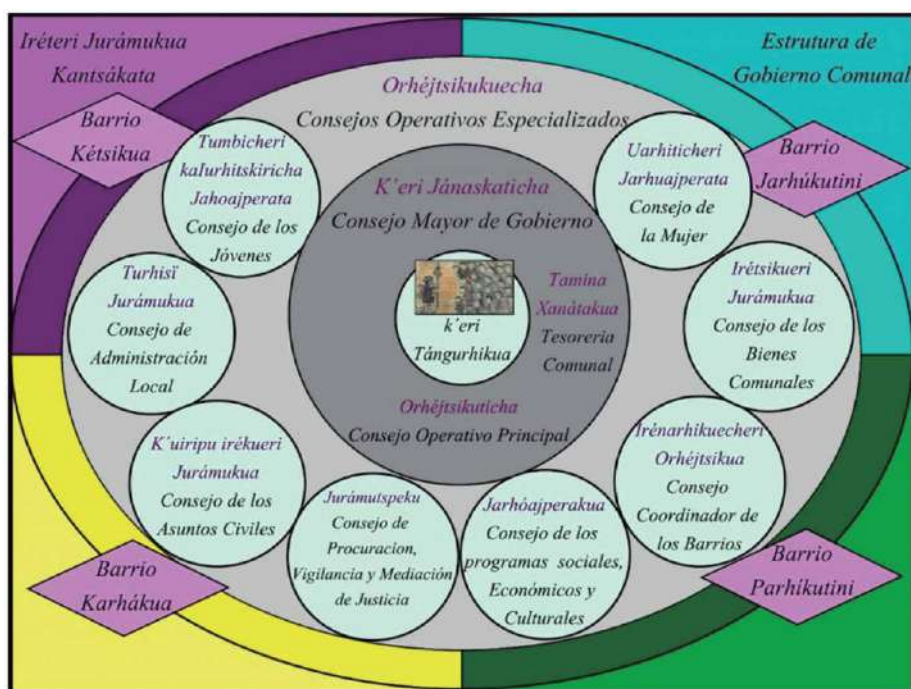 Iréteri Jurámukua
Kantsákata
Estrutura de
Gobierno Comunal
Barrio
Kétsikua
Barrio
Jarhúkutini
Orhéjtsikukuecha
Consejos Operativos Especializados
Tumbicheri
kaIurhitskiricha
Jahoajperata
Consejo de los
Jóvenes
Uarhiticheri
Jarhuajperata
Consejo de
la Mujer
K´eri Jánaskaticha
Consejo Mayor de Gobierno
k´eri
Tángurhikua
Tamina
Xanàtakua
Tesoreria
Comunal
Orhéjtsikuticha
Consejo Operativo Principal
Turhisï
Jurámukua
Consejo de
Administración
Local
Irétsikueri
Jurámukua
Consejo de los
Bienes
Comunales
K´uiripu irékueri
Jurámukua
Consejo de los
Asuntos Civiles
Jurámutspeku
Consejo de
Procuracion,
Vigilancia y Mediación
de Justicia
Jarhóajperakua
Consejo de los
programas sociales,
Económicos y
Culturales
Irénarhikuecheri
Orhéjtsikua
Consejo
Coordinador de
los Barrios
Barrio
Karhákua
Barrio
Parhíkutini